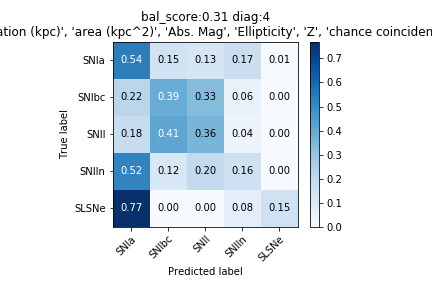 bal_score:0.31 diag:4
ation (kpc)', 'area (kpc^2)', 'Abs. Mag', 'Ellipticity', 'Z', 'chance coinciden
SNIa 0.54 0.15 0.13 0.17 0.01
SNIbc 0.22 0.39 0.33 0.06 0.00
SNII 0.18 0.41 0.36 0.04 0.00
SNIIn 0.52 0.12 0.20 0.16 0.00
SLSNe 0.77 0.00 0.00 0.08 0.15
True label
SNIa SNIbc SNII SNIIn SLSNe
Predicted label
0.7
0.6
0.5
0.4
0.3
0.2
0.1
0.0